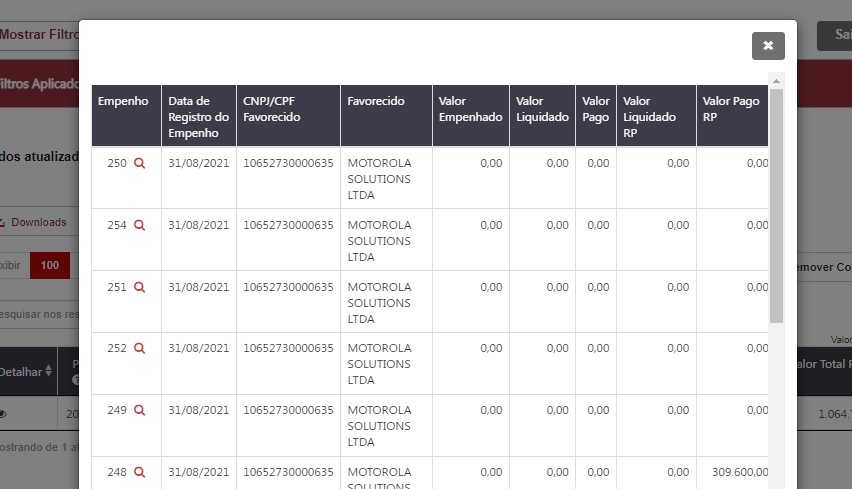 Mostrar Filtro
Sai
Filtros Aplicado
dos atualizad
Downloads
xibir 100
emover Co
esquisar nos res
Valor
Detalhar P alor Total P
20 1.064.7
ostrando de 1 a
✖
Empenho Data de Registro do Empenho CNPJ/CPF Favorecido Favorecido Valor Empenhado Valor Liquidado Valor Pago Valor Liquidado RP Valor Pago RP
250 31/08/2021 10652730000635 MOTOROLA 0,00 0,00 0,00 0,00 0,00
SOLUTIONS
LTDA
254 31/08/2021 10652730000635 MOTOROLA 0,00 0,00 0,00 0,00 0,00
SOLUTIONS
LTDA
251 31/08/2021 10652730000635 MOTOROLA 0,00 0,00 0,00 0,00 0,00
SOLUTIONS
LTDA
252 31/08/2021 10652730000635 MOTOROLA 0,00 0,00 0,00 0,00 0,00
SOLUTIONS
LTDA
249 31/08/2021 10652730000635 MOTOROLA 0,00 0,00 0,00 0,00 0,00
SOLUTIONS
LTDA
248 31/08/2021 10652730000635 MOTOROLA 0,00 0,00 0,00 0,00 309.600,00
SOLUTIONS